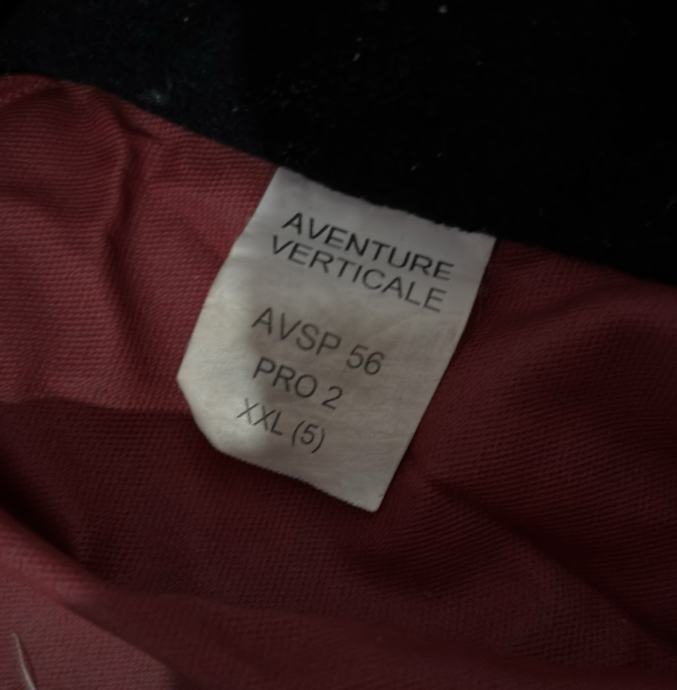 AVENTURE
VERTICALE
AVSP 56
PRO 2
XXL (5)